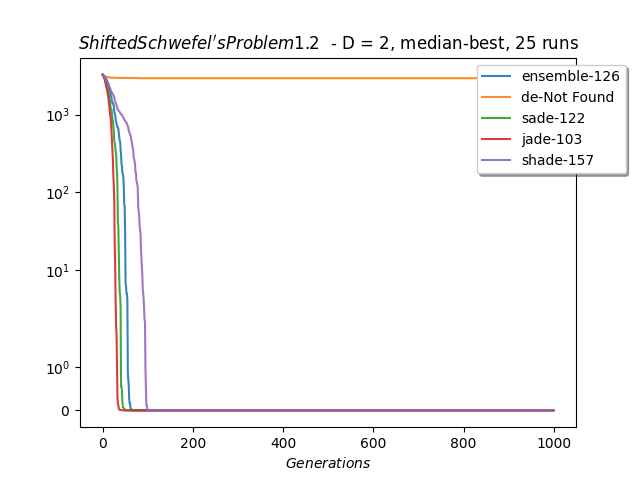 ShiftedSchwefel'sProblem1.2 - D = 2, median-best, 25 runs
ensemble-126
de-Not Found
sade-122
jade-103
shade-157
10³
10²
10¹
10⁰
0
0 200 400 600 800 1000
Generations